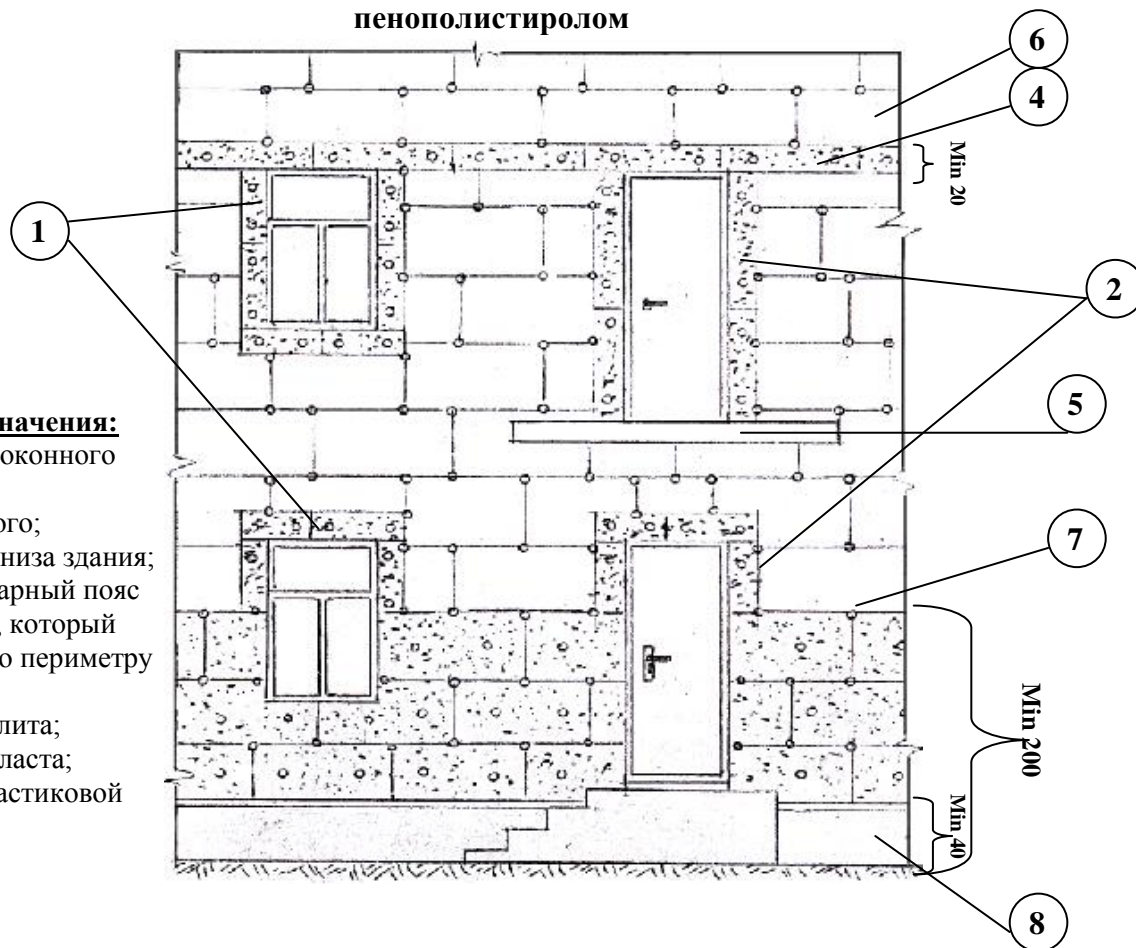 пенополистиролом
6
4
Min 20
1
2
начения:
оконного
5
ого;
низа здания;
арный пояс
, который
о периметру
7
лита;
ласта;
астиковой
Min 200
Min 40
8